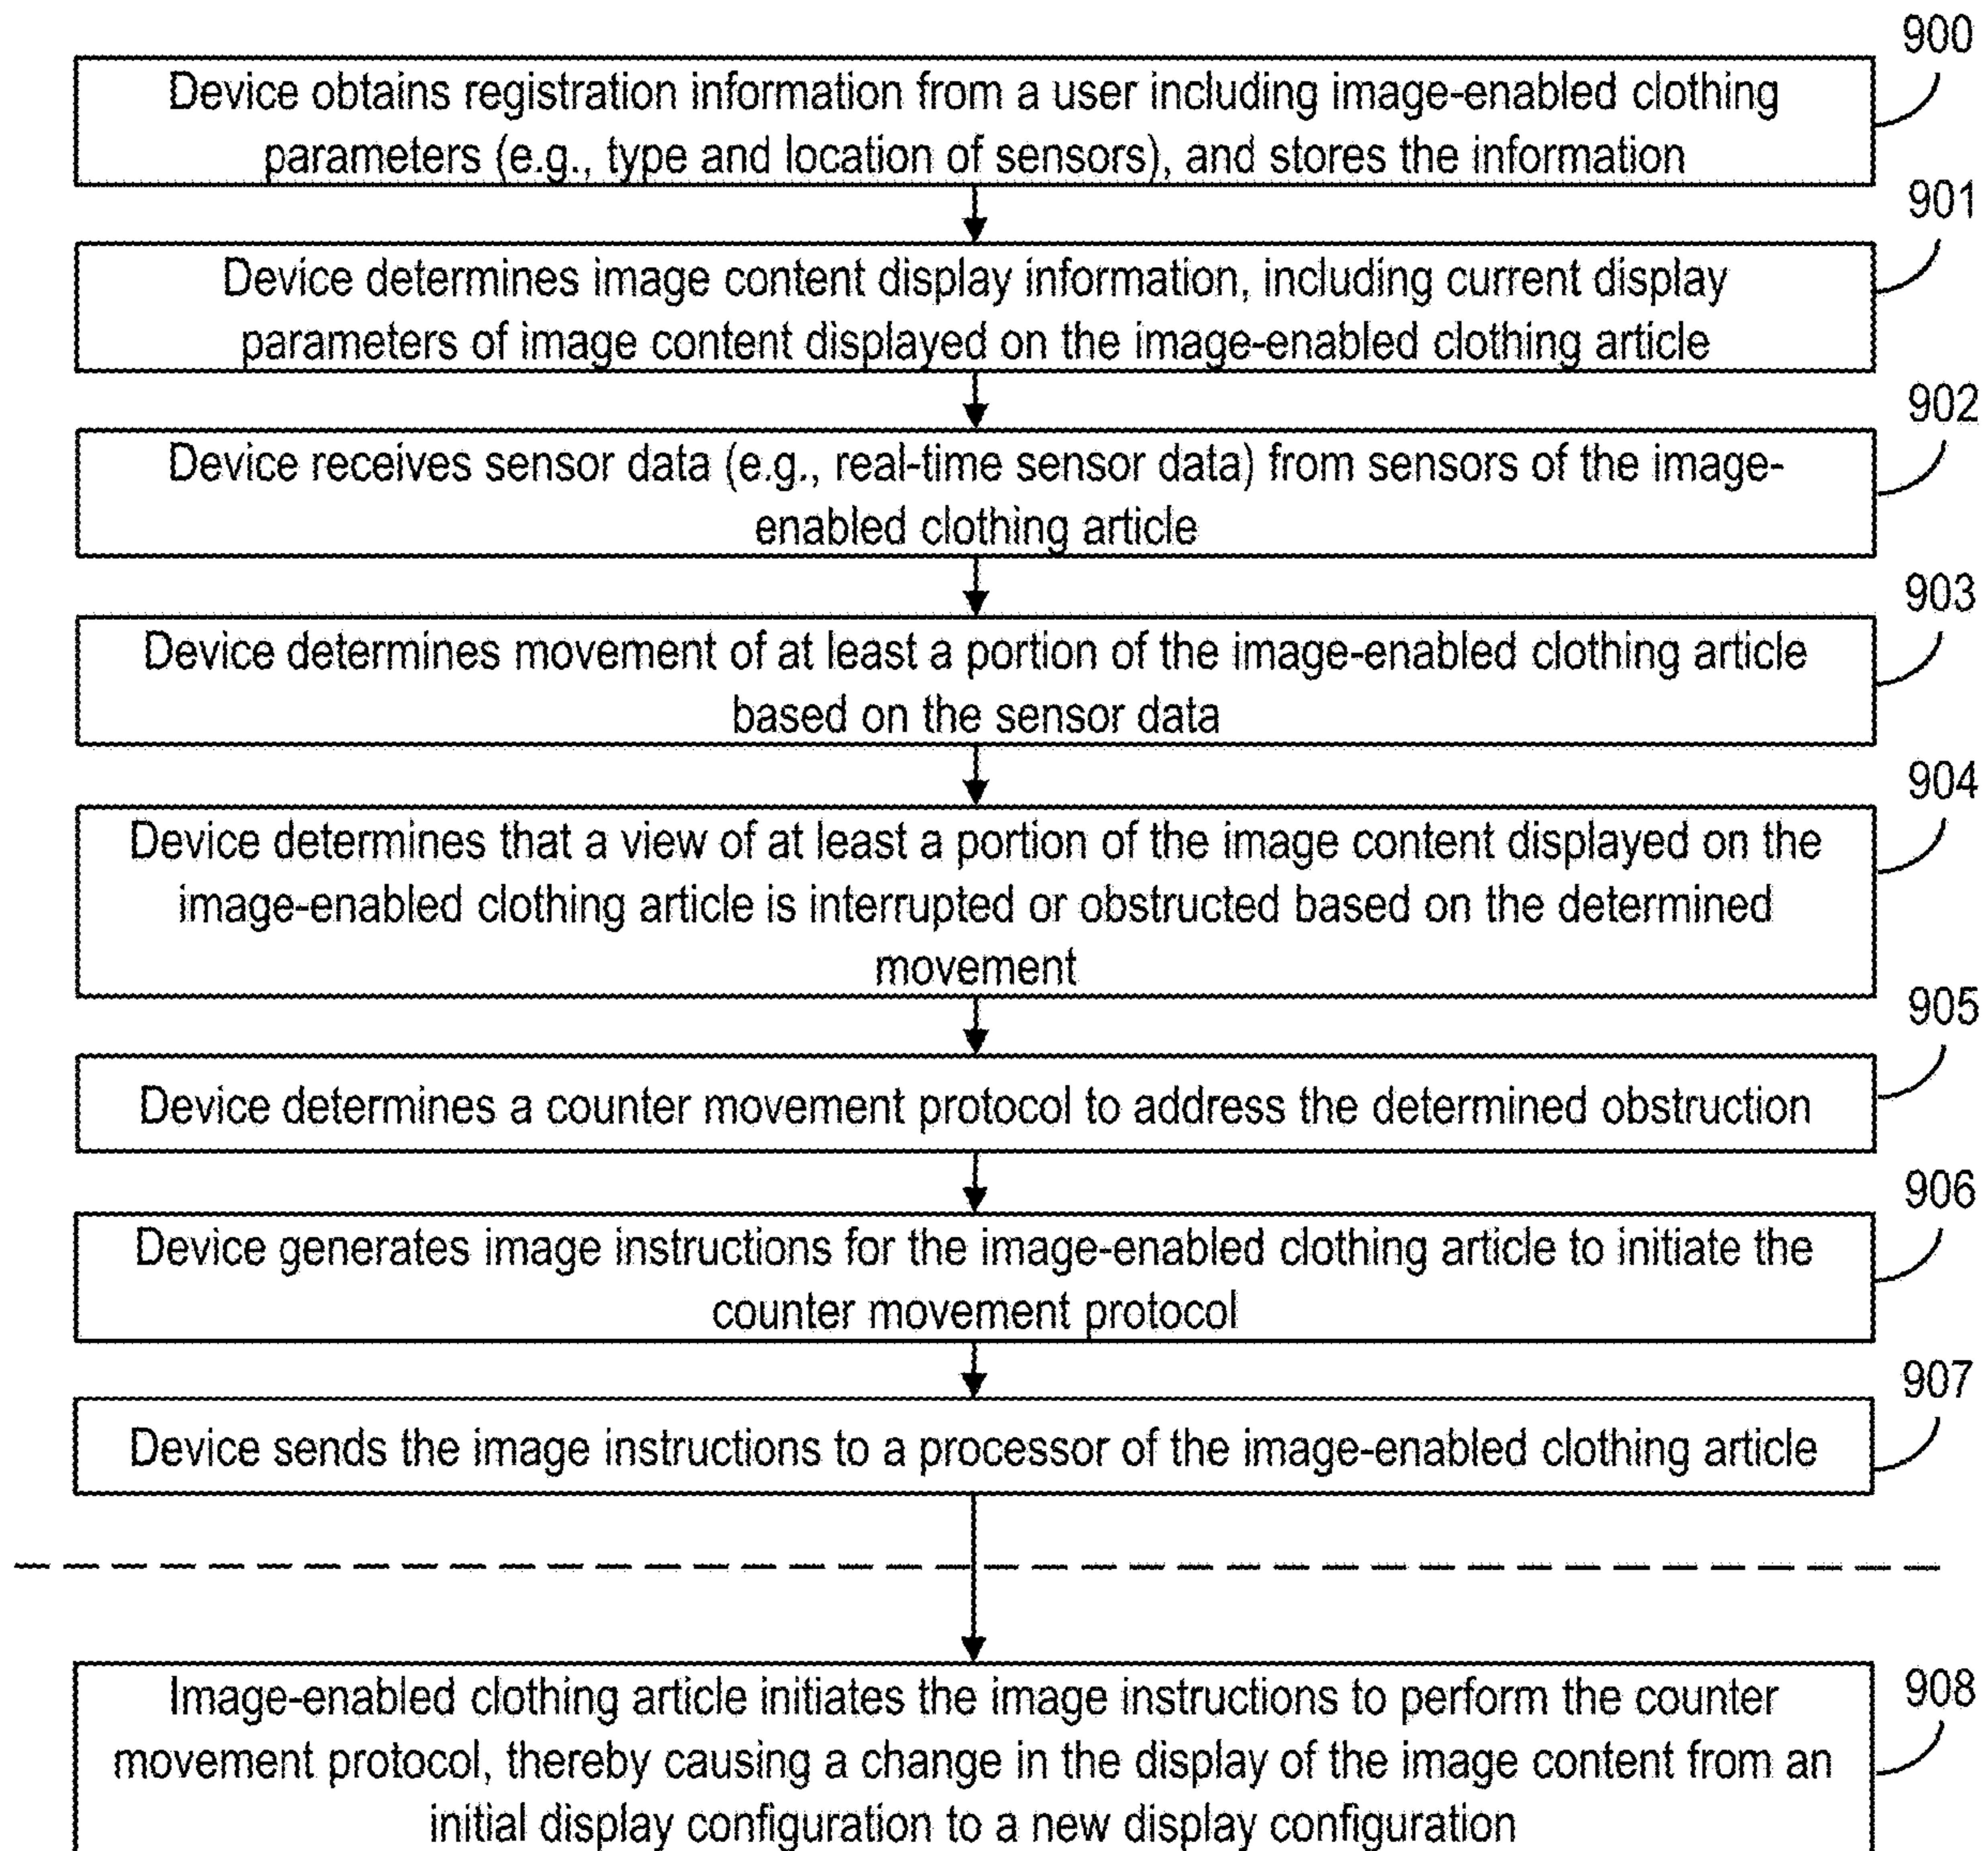 900
Device obtains registration information from a user including image-enabled clothing
parameters (e.g., type and location of sensors), and stores the information
901
Device determines image content display information, including current display
parameters of image content displayed on the image-enabled clothing article
902
Device receives sensor data (e.g., real-time sensor data) from sensors of the image-
enabled clothing article
903
Device determines movement of at least a portion of the image-enabled clothing article
based on the sensor data
904
Device determines that a view of at least a portion of the image content displayed on the
image-enabled clothing article is interrupted or obstructed based on the determined
movement
905
Device determines a counter movement protocol to address the determined obstruction
906
Device generates image instructions for the image-enabled clothing article to initiate the
counter movement protocol
907
Device sends the image instructions to a processor of the image-enabled clothing article
908
Image-enabled clothing article initiates the image instructions to perform the counter
movement protocol, thereby causing a change in the display of the image content from an
initial display configuration to a new display configuration